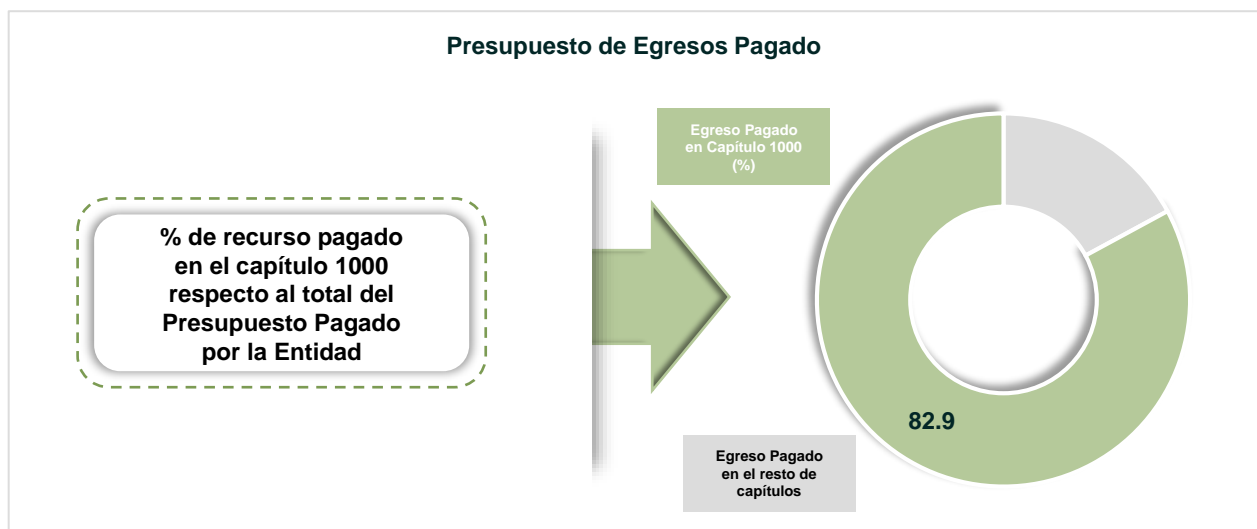 Presupuesto de Egresos Pagado
Egreso Pagado
en Capítulo 1000
(%)
% de recurso pagado
en el capítulo 1000
respecto al total del
Presupuesto Pagado
por la Entidad
82.9
Egreso Pagado
en el resto de
capítulos